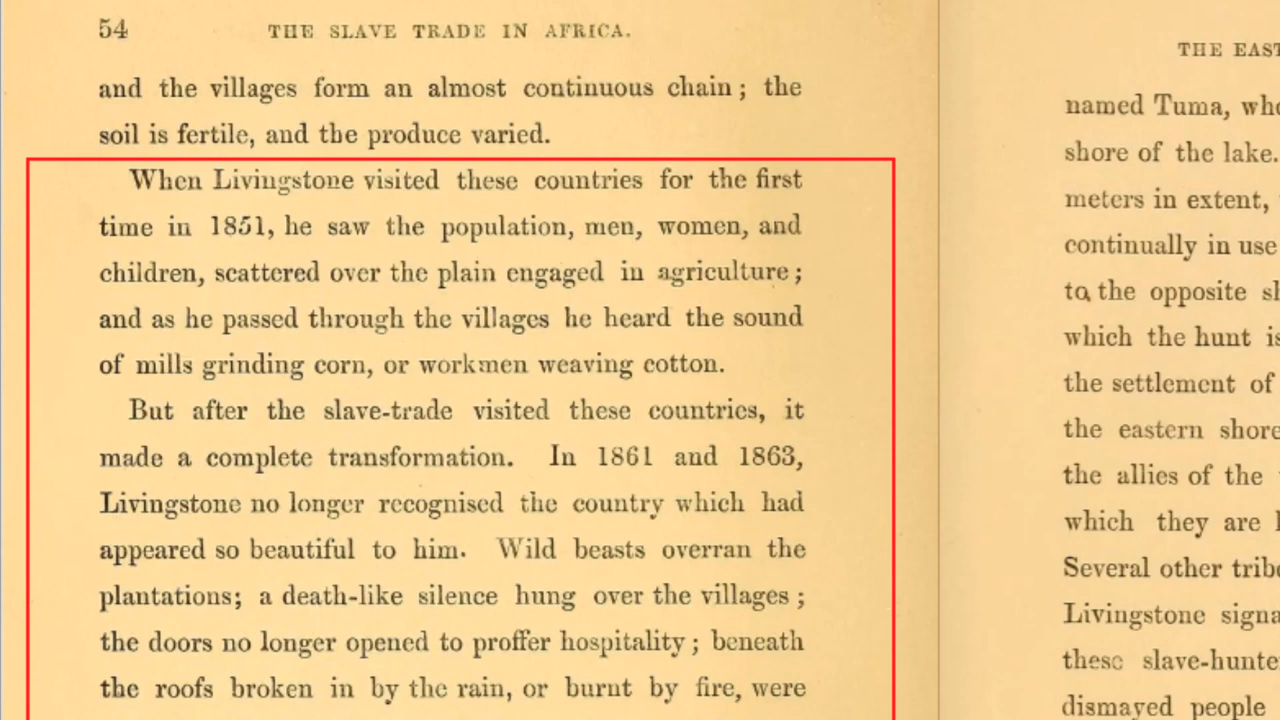 54 THE SLAVE TRADE IN AFRICA.
and the villages form an almost continuous chain; the
soil is fertile, and the produce varied.
When Livingstone visited these countries for the first
time in 1851, he saw the population, men, women, and
children, scattered over the plain engaged in agriculture;
and as he passed through the villages he heard the sound
of mills grinding corn, or workmen weaving cotton.
But after the slave-trade visited these countries, it
made a complete transformation. In 1861 and 1863,
Livingstone no longer recognised the country which had
appeared so beautiful to him. Wild beasts overran the
plantations; a death-like silence hung over the villages;
the doors no longer opened to proffer hospitality; beneath
the roofs broken in by the rain, or burnt by fire, were
THE EAST
named Tuma, who
shore of the lake.
meters in extent,
continually in use
to the opposite
which the hunt is
the settlement of
the eastern shore
the allies of the
which they are
Several other
Livingstone
these
dismayed people